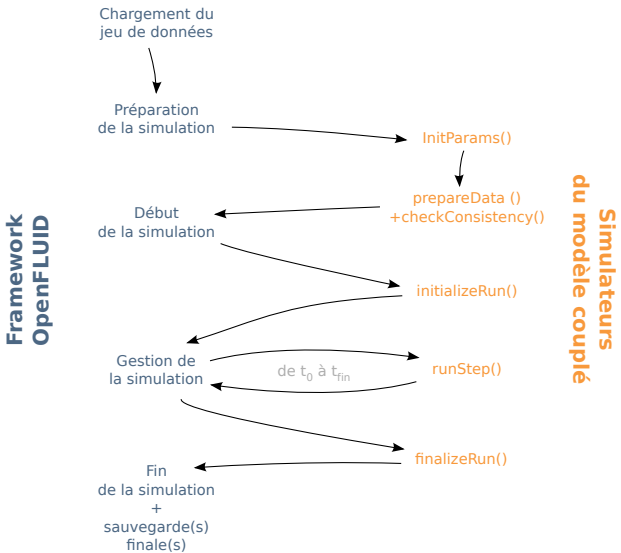 Chargement du
jeu de données
Préparation
de la simulation
InitParams()
prepareData ()
+checkConsistency()
Début
de la simulation
initializeRun()
Gestion de
la simulation
de t0 à tfin
runStep()
finalizeRun()
Fin
de la simulation
+
sauvegarde(s)
finale(s)
Framework
OpenFLUID
Simulateurs
du modèle couplé